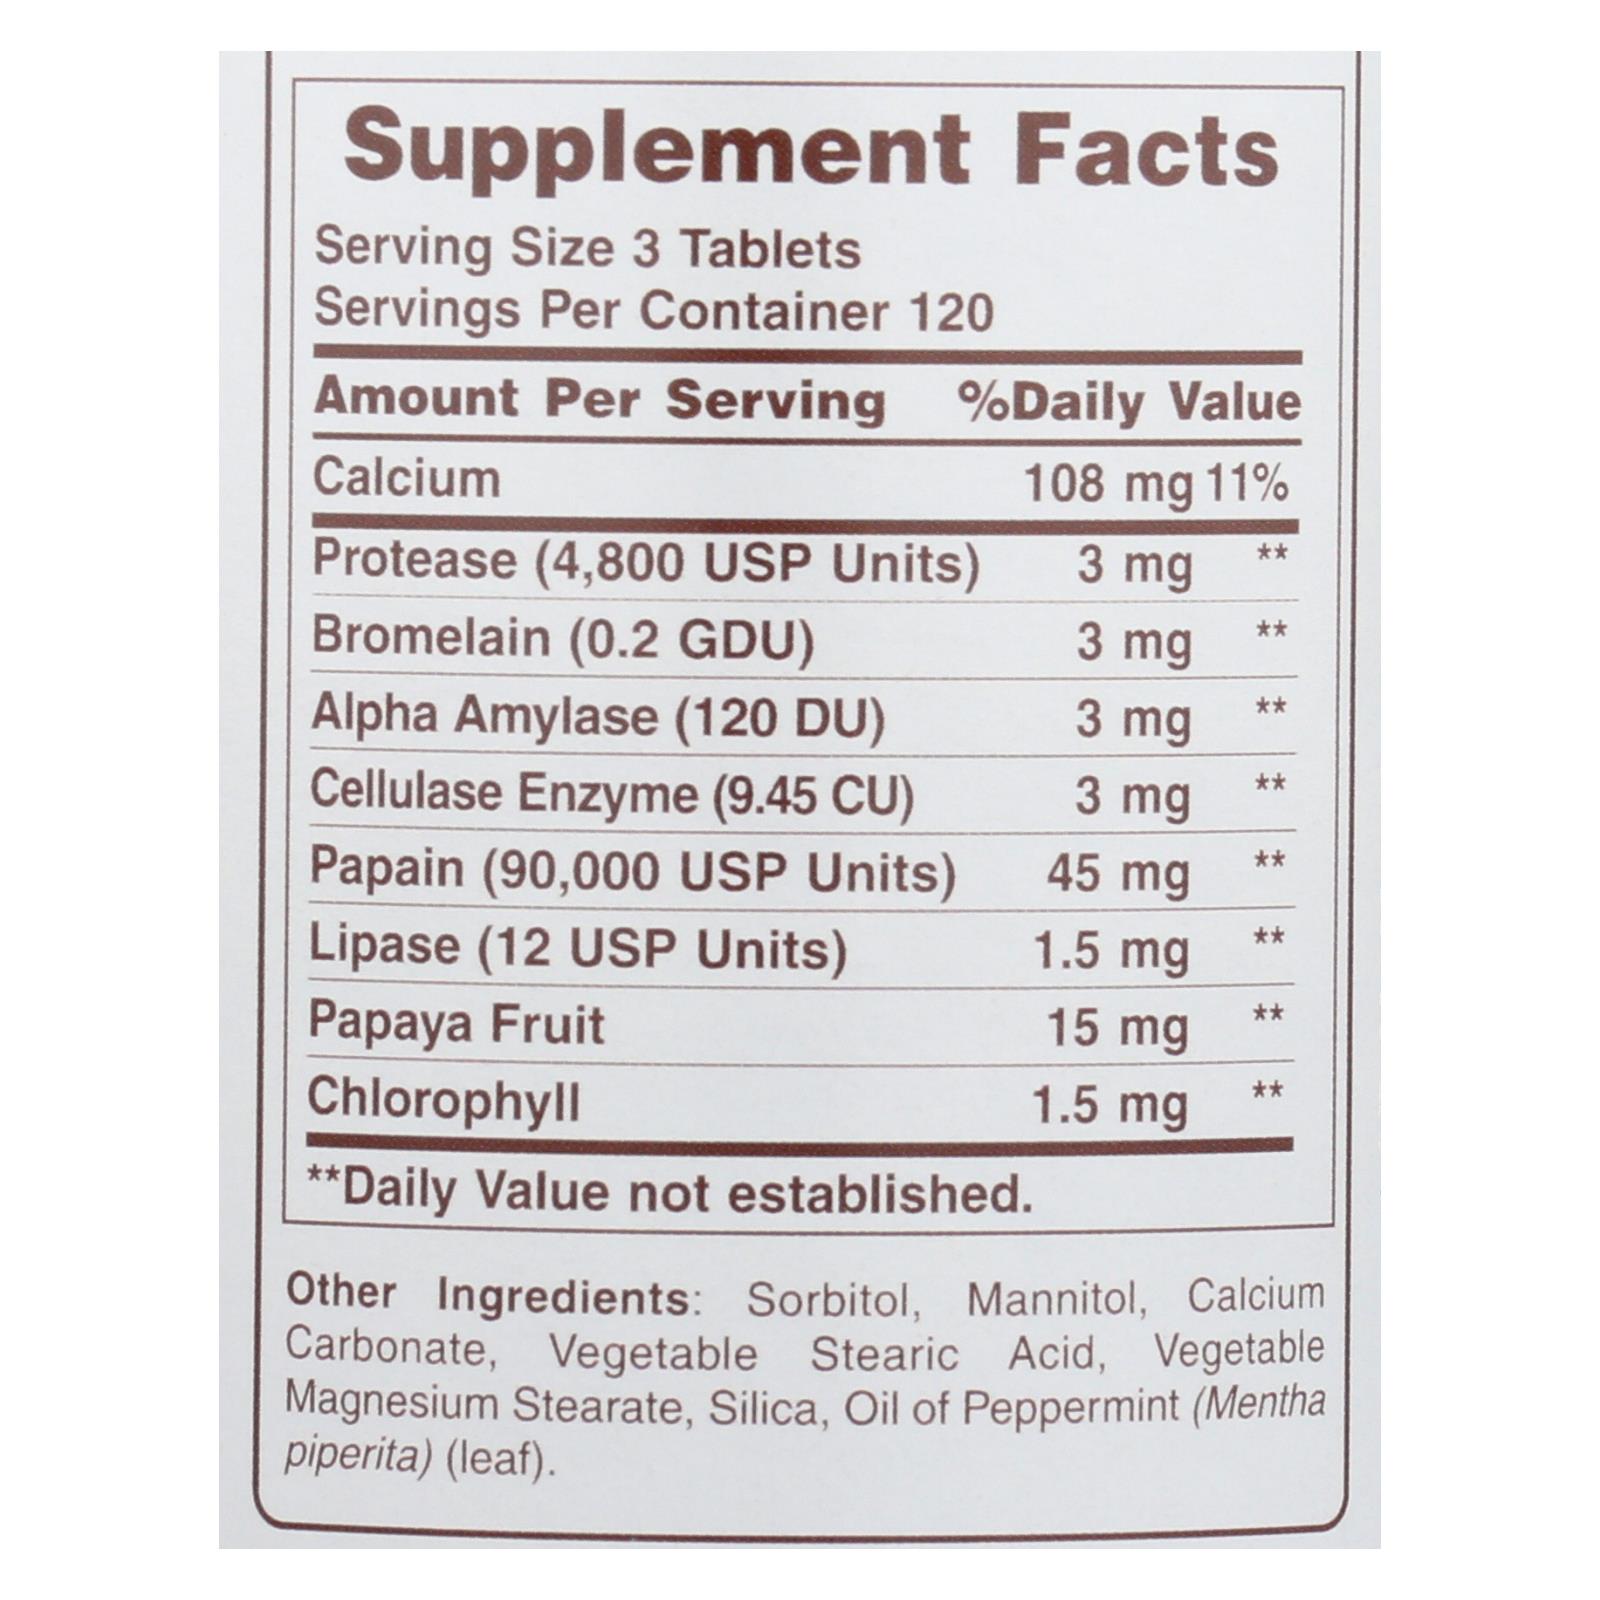 Supplement Facts
Serving Size 3 Tablets
Servings Per Container 120
Amount Per Serving %Daily Value
Calcium 108 mg 11%
Protease (4,800 USP Units) 3 mg **
Bromelain (0.2 GDU) 3 mg **
Alpha Amylase (120 DU) 3 mg **
Cellulase Enzyme (9.45 CU) 3 mg **
Papain (90,000 USP Units) 45 mg **
Lipase (12 USP Units) 1.5 mg **
Papaya Fruit 15 mg **
Chlorophyll 1.5 mg **
**Daily Value not established.
Other Ingredients: Sorbitol, Mannitol, Calcium
Carbonate, Vegetable Stearic Acid, Vegetable
Magnesium Stearate, Silica, Oil of Peppermint (Mentha
piperita) (leaf).